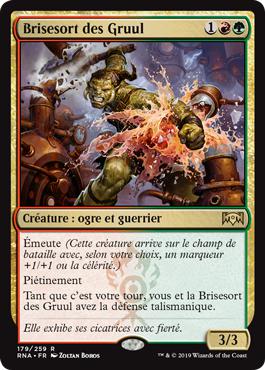 Brisesort des Gruul 1
Créature : ogre et guerrier
Émeute (Cette créature arrive sur le champ de
bataille avec, selon votre choix, un marqueur
+1/+1 ou la célérité.)
Piétinement
Tant que c'est votre tour, vous et la Brisesort
des Gruul avez la défense talismanique.
Elle exhibe ses cicatrices avec fierté.
3/3
179/259 R
RNA • FR Zoltan Boros
™ & © 2019 Wizards of the Coast